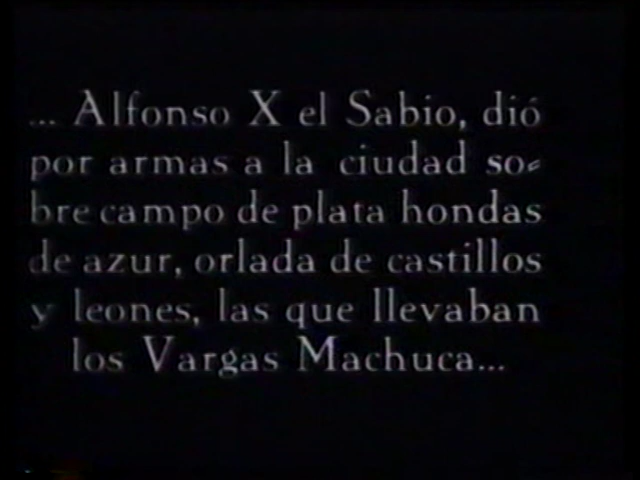 ... Alfonso X el Sabio, dió
por armas a la ciudad so-
bre campo de plata hondas
de azur, orlada de castillos
y leones, las que llevaban
los Vargas Machuca...